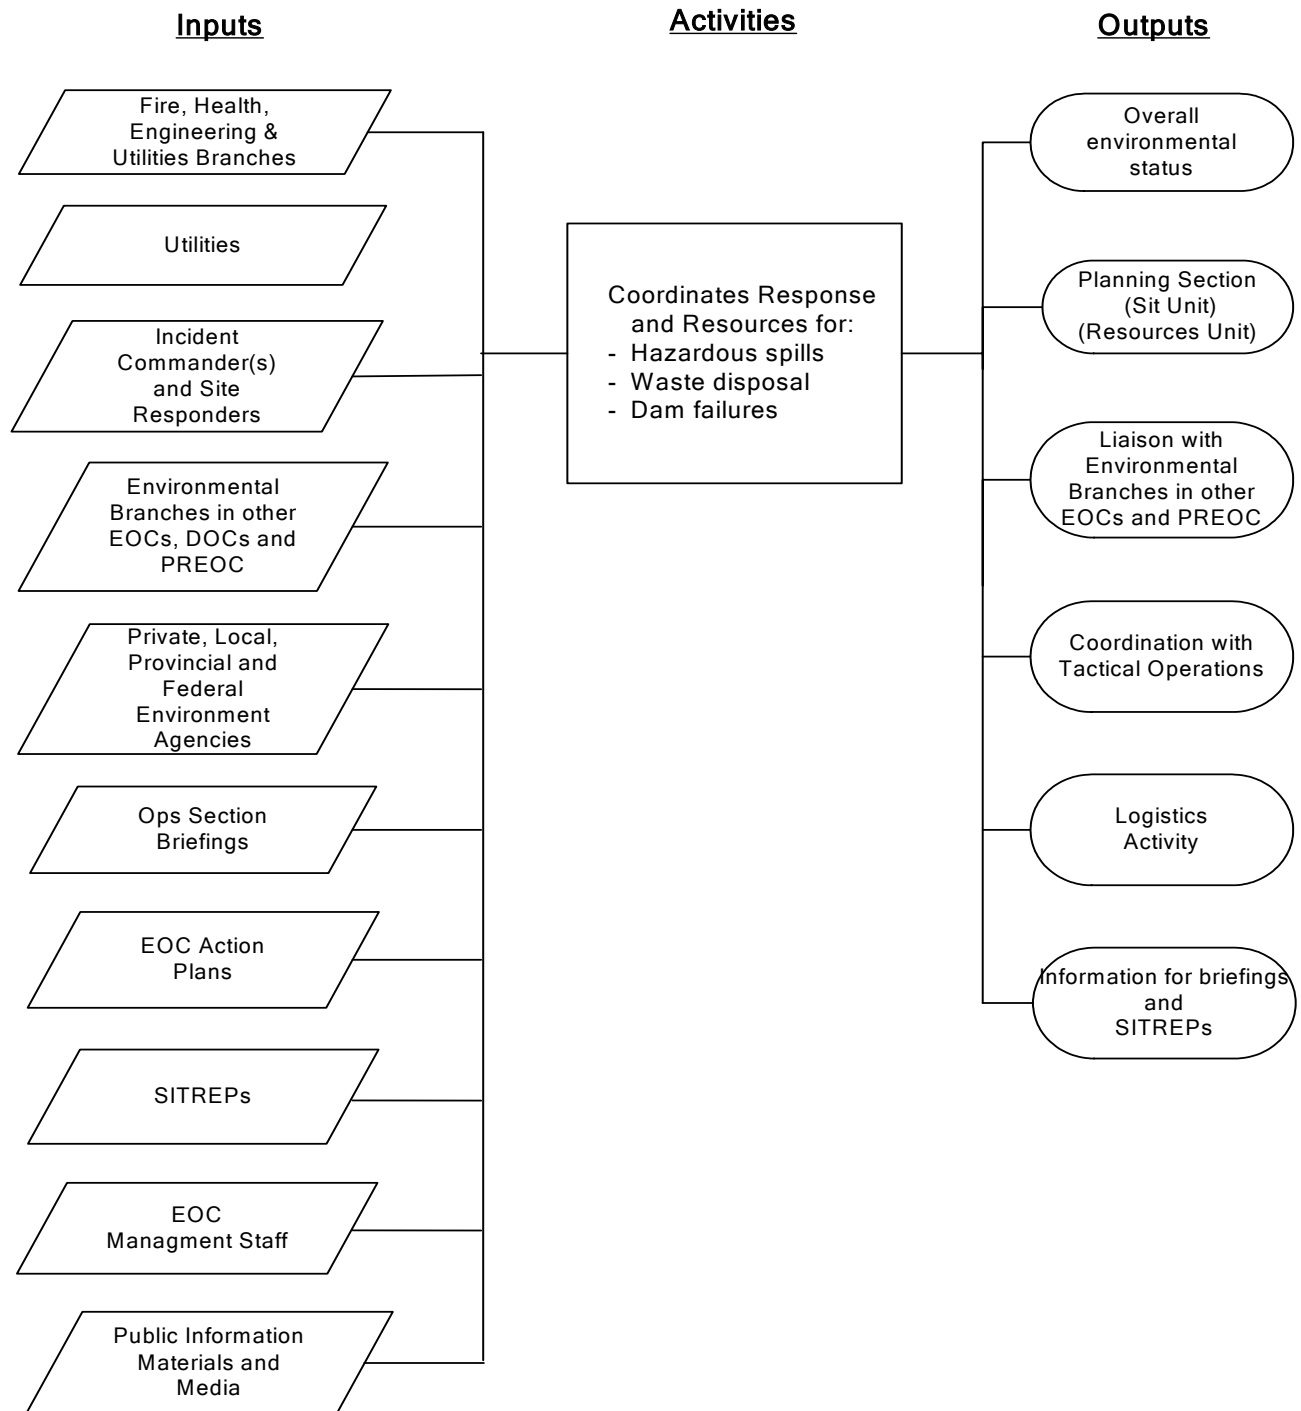 Inputs
Activities
Outputs
Fire, Health,
Engineering &
Utilities Branches
Utilities
Incident
Commander(s)
and Site
Responders
Environmental
Branches in other
EOCs, DOCs and
PREOC
Private, Local,
Provincial and
Federal
Environment
Agencies
Ops Section
Briefings
EOC Action
Plans
SITREPs
EOC
Managment Staff
Public Information
Materials and
Media
Coordinates Response
and Resources for:
- Hazardous spills
- Waste disposal
- Dam failures
Overall
environmental
status
Planning Section
(Sit Unit)
(Resources Unit)
Liaison with
Environmental
Branches in other
EOCs and PREOC
Coordination with
Tactical Operations
Logistics
Activity
Information for briefings
and
SITREPs